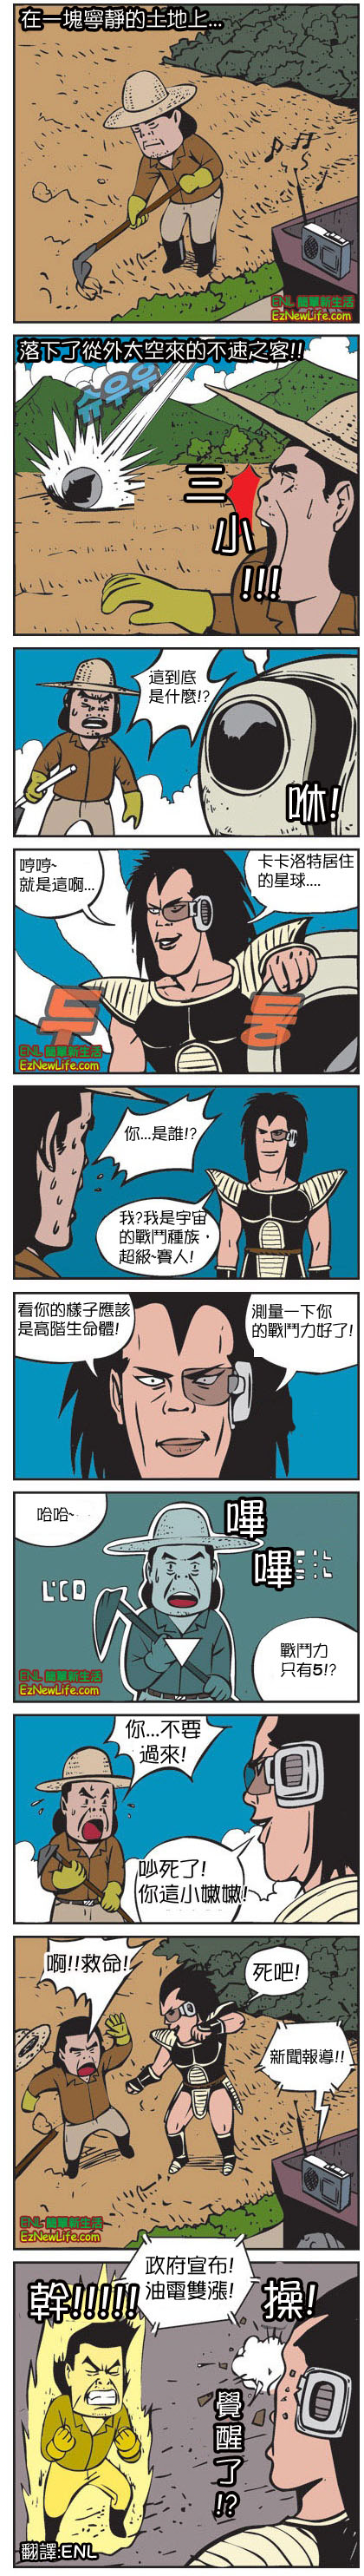 在一塊寧靜的土地上...
ENL 簡單新生活
EzNewLife.com
落下了從外太空來的不速之客!!
슈우우
三
小
!!!
這到底
是什麼!?
咻!
哼哼~
就是這啊...
卡卡洛特居住
的星球....
두
둥
ENL 簡單新生活
EzNewLife.com
你...是誰!?
我?我是宇宙
的戰鬥種族，
超級~賽人!
看你的樣子應該
是高階生命體!
測量一下你
的戰鬥力好了!
哈哈~
嗶
嗶
L'CO
戰鬥力
只有5!?
ENL 簡單新生活
EzNewLife.com
你...不要
過來!
吵死了!
你這小嫩嫩!
啊!!救命!
死吧!
新聞報導!!
ENL 簡單新生活
EzNewLife.com
政府宣布!
油電雙漲!
幹!!!!!
操!
覺
醒
了
!?
翻譯:ENL